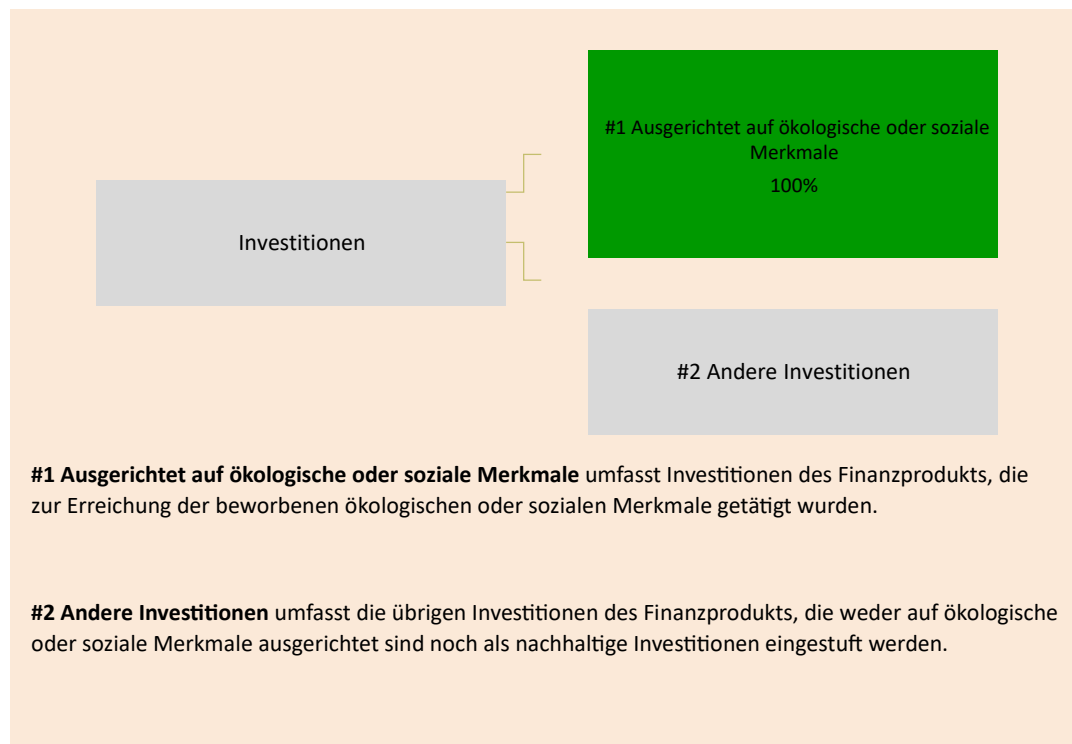 #1 Ausgerichtet auf ökologische oder soziale
Merkmale
100%
Investitionen
#2 Andere Investitionen
#1 Ausgerichtet auf ökologische oder soziale Merkmale umfasst Investitionen des Finanzprodukts, die
zur Erreichung der beworbenen ökologischen oder sozialen Merkmale getätigt wurden.
#2 Andere Investitionen umfasst die übrigen Investitionen des Finanzprodukts, die weder auf ökologische
oder soziale Merkmale ausgerichtet sind noch als nachhaltige Investitionen eingestuft werden.